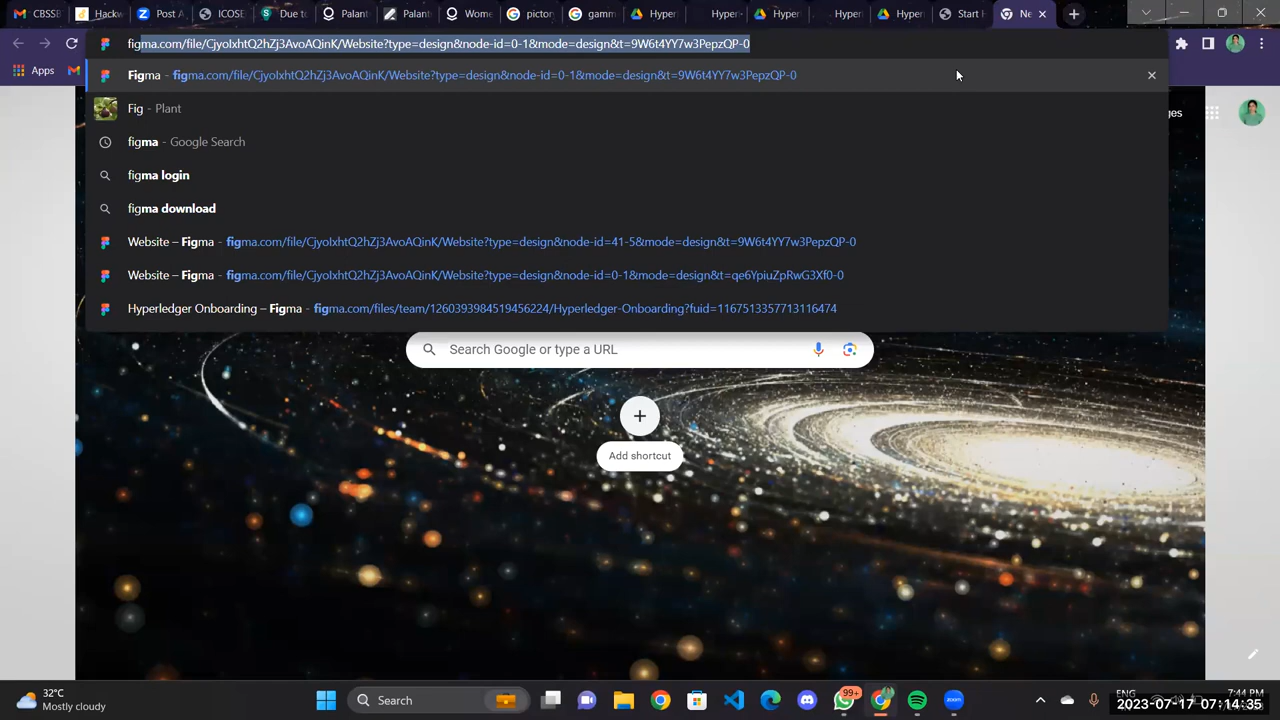 CBSSB
Hackv
Post A
ICOSE
Due to
Palant
Palant
Wome
pictor
gamm
Hyper
Hyper
Hyper
Hyper
Hyper
Start I
Ne
figma.com/file/CjyolxhtQ2hZj3AvoAQinK/Website?type=design&node-id=0-1&mode=design&t=9W6t4YY7w3PepzQP-0
Apps
Figma - figma.com/file/CjyolxhtQ2hZj3AvoAQinK/Website?type=design&node-id=0-1&mode=design&t=9W6t4YY7w3PepzQP-0
Fig - Plant
figma - Google Search
ges
figma login
figma download
Website – Figma - figma.com/file/CjyolxhtQ2hZj3AvoAQinK/Website?type=design&node-id=41-5&mode=design&t=9W6t4YY7w3PepzQP-0
Website – Figma - figma.com/file/CjyolxhtQ2hZj3AvoAQinK/Website?type=design&node-id=0-1&mode=design&t=qe6YpiuZpRwG3Xf0-0
Hyperledger Onboarding – Figma - figma.com/files/team/1260393984519456224/Hyperledger-Onboarding?fuid=1167513357713116474
Search Google or type a URL
Add shortcut
32°C
Mostly cloudy
Search
99+
ENG
7:44 PM
2023-07-17 07:14:35